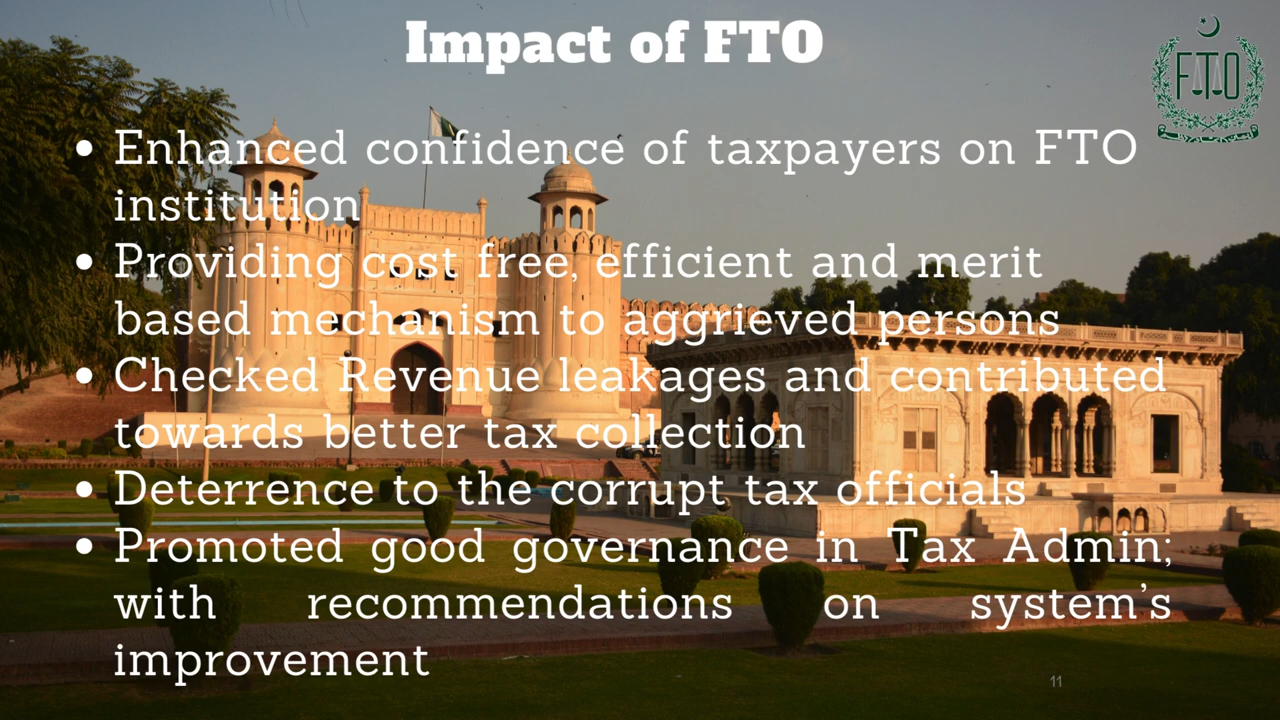 Impact of FTO
FTO
• Enhanced confidence of taxpayers on FTO
institution
• Providing cost free, efficient and merit
based mechanism to aggrieved persons
• Checked Revenue leakages and contributed
towards better tax collection
• Deterrence to the corrupt tax officials
• Promoted good governance in Tax Admin;
with recommendations on system's
improvement
11